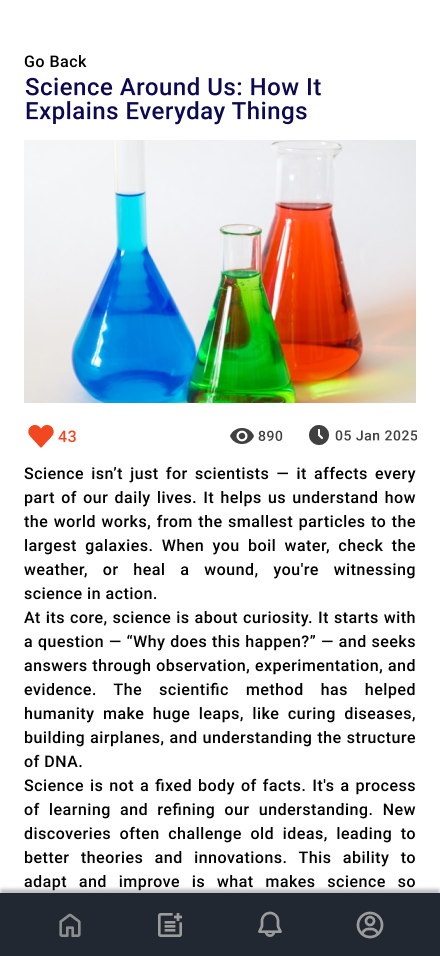 Go Back
Science Around Us: How It
Explains Everyday Things
43
890
05 Jan 2025
Science isn’t just for scientists — it affects every
part of our daily lives. It helps us understand how
the world works, from the smallest particles to the
largest galaxies. When you boil water, check the
weather, or heal a wound, you're witnessing
science in action.
At its core, science is about curiosity. It starts with
a question — “Why does this happen?” — and seeks
answers through observation, experimentation, and
evidence. The scientific method has helped
humanity make huge leaps, like curing diseases,
building airplanes, and understanding the structure
of DNA.
Science is not a fixed body of facts. It's a process
of learning and refining our understanding. New
discoveries often challenge old ideas, leading to
better theories and innovations. This ability to
adapt and improve is what makes science so